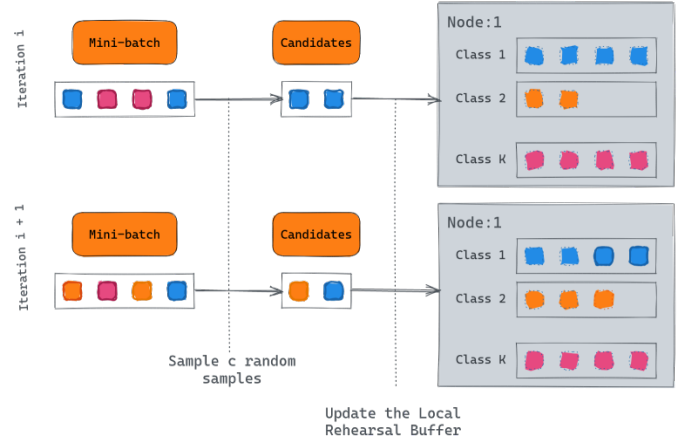 Iteration i
Mini-batch
Candidates
Node:1
Class 1
Class 2
Class K
Iteration i + 1
Mini-batch
Candidates
Node:1
Class 1
Class 2
Class K
Sample c random
samples
Update the Local
Rehearsal Buffer